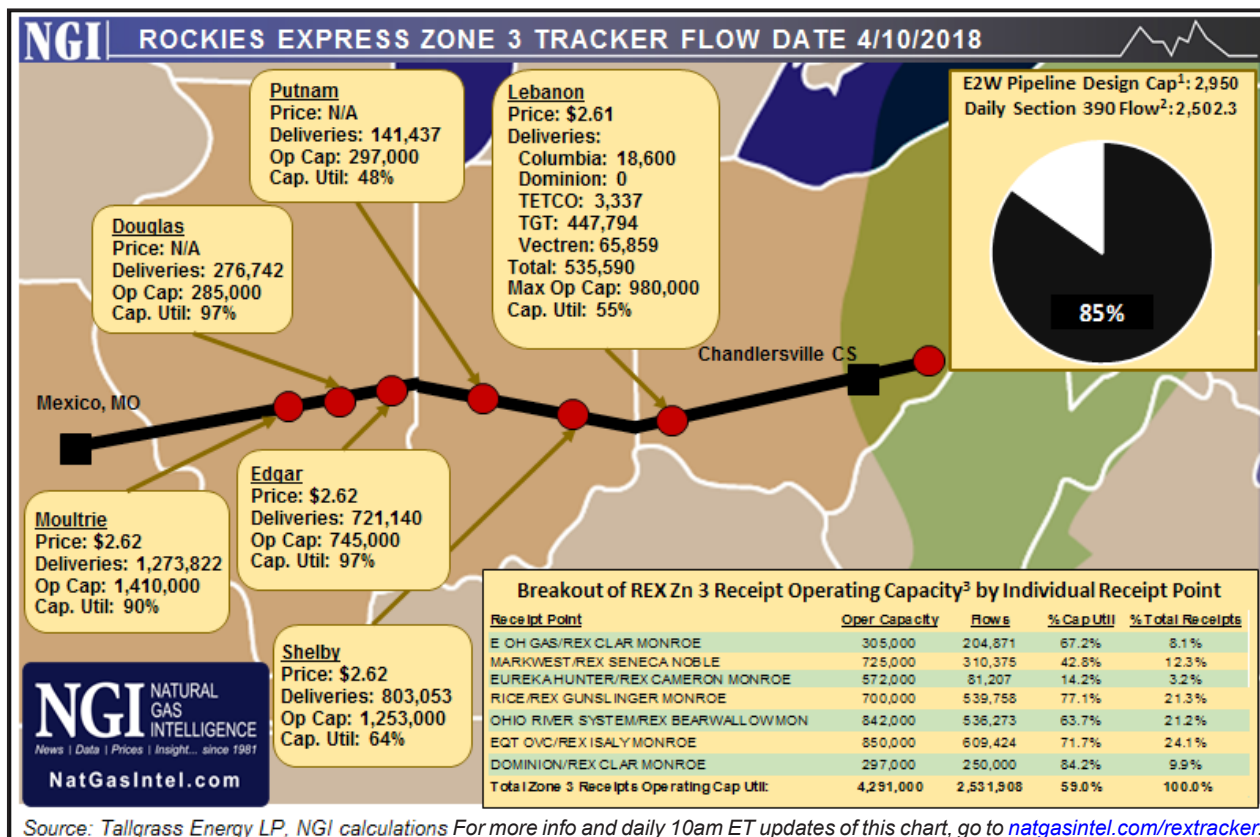 NGI ROCKIES EXPRESS ZONE 3 TRACKER FLOW DATE 4/10/2018
Putnam
Price: N/A
Deliveries: 141,437
Op Cap: 297,000
Cap. Util: 48%
Lebanon
Price: $2.61
Deliveries:
Columbia: 18,600
Dominion: 0
TETCO: 3,337
TGT: 447,794
Vectren: 65,859
Total: 535,590
Max Op Cap: 980,000
Cap. Util: 55%
E2W Pipeline Design Cap¹: 2,950
Daily Section 390 Flow²: 2,502.3
85%
Douglas
Price: N/A
Deliveries: 276,742
Op Cap: 285,000
Cap. Util: 97%
Chandlersville CS
Mexico, MO
Moultrie
Price: $2.62
Deliveries: 1,273,822
Op Cap: 1,410,000
Cap. Util: 90%
Edgar
Price: $2.62
Deliveries: 721,140
Op Cap: 745,000
Cap. Util: 97%
Shelby
Price: $2.62
Deliveries: 803,053
Op Cap: 1,253,000
Cap. Util: 64%
Breakout of REX Zn 3 Receipt Operating Capacity³ by Individual Receipt Point
Receipt Point Oper Capacity Flows % Cap Util % Total Receipts
E OH GAS/REX CLAR MONROE 305,000 204,871 67.2% 8.1%
MARKWEST/REX SENECA NOBLE 725,000 310,375 42.8% 12.3%
EUREKA HUNTER/REX CAMERON MONROE 572,000 81,207 14.2% 3.2%
RICE/REX GUNSLINGER MONROE 700,000 539,758 77.1% 21.3%
OHIO RIVER SYSTEM/REX BEARWALLOW MON 842,000 536,273 63.7% 21.2%
EQT OVC/REX ISALY MONROE 850,000 609,424 71.7% 24.1%
DOMINION/REX CLAR MONROE 297,000 250,000 84.2% 9.9%
Total Zone 3 Receipts Operating Cap Util: 4,291,000 2,531,908 59.0% 100.0%
NGI NATURAL
GAS
INTELLIGENCE
News | Data | Prices | Insight... since 1981
NatGasIntel.com
Source: Tallgrass Energy LP, NGI calculations For more info and daily 10am ET updates of this chart, go to natgasintel.com/rextracker